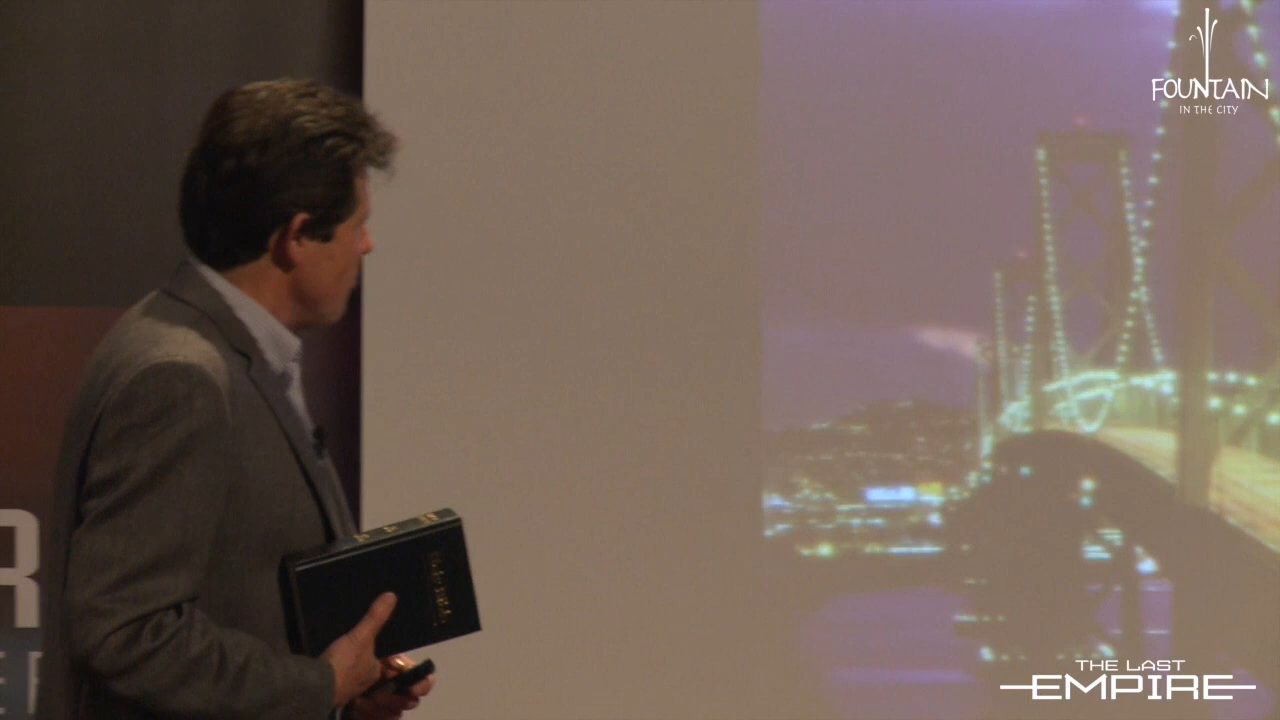 FOUNTAIN
IN THE CITY
R
THE LAST
EMPIRE